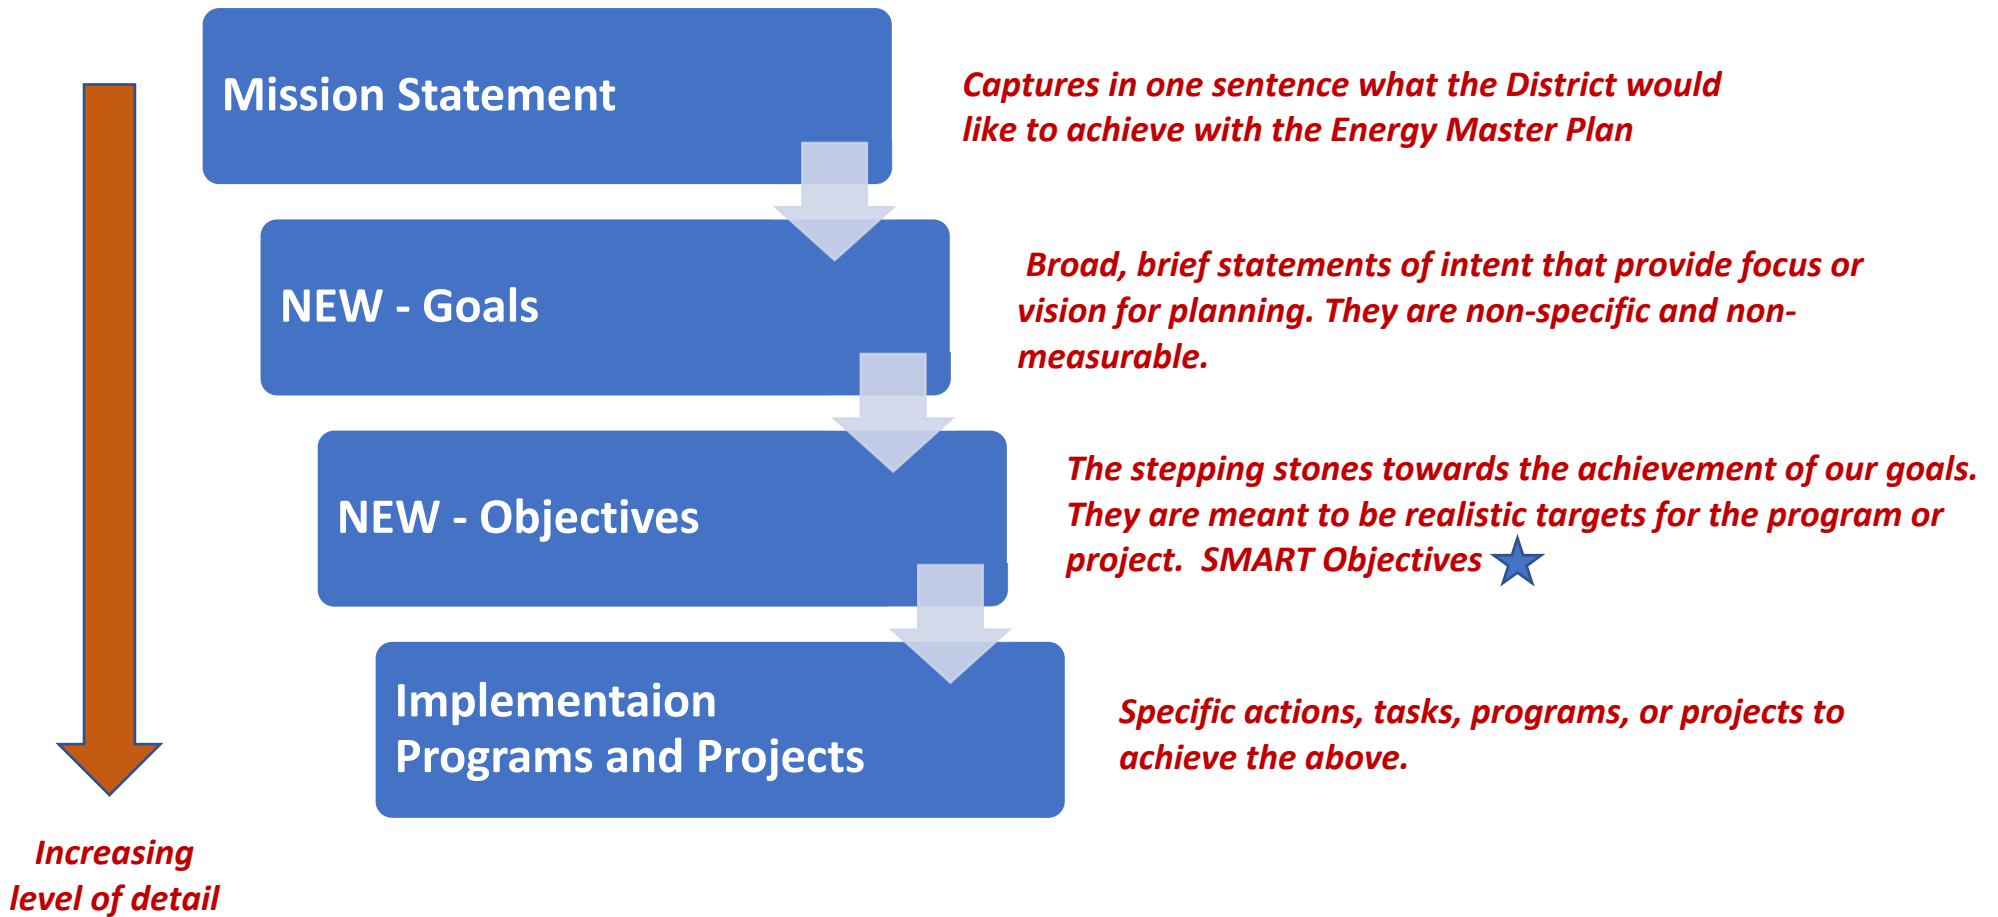 Mission Statement
Captures in one sentence what the District would
like to achieve with the Energy Master Plan
NEW - Goals
Broad, brief statements of intent that provide focus or
vision for planning. They are non-specific and non-
measurable.
NEW - Objectives
The stepping stones towards the achievement of our goals.
They are meant to be realistic targets for the program or
project.  SMART Objectives
Implementaion
Programs and Projects
Specific actions, tasks, programs, or projects to
achieve the above.
Increasing
level of detail